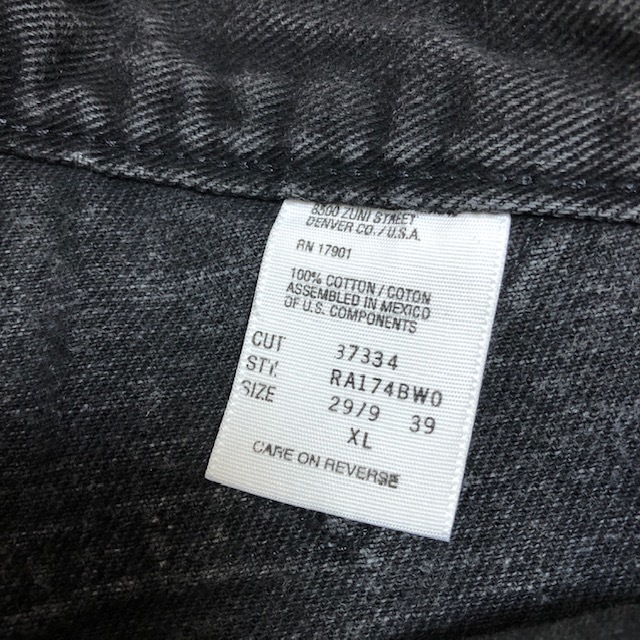 8500 ZUNI STREET
DENVER CO./U.S.A.
RN 17901
100% COTTON/COTON
ASSEMBLED IN MEXICO
OF U.S. COMPONENTS
CUT 37334
STY. RA174BWO
SIZE 29/9 39
XL
CARE ON REVERSE